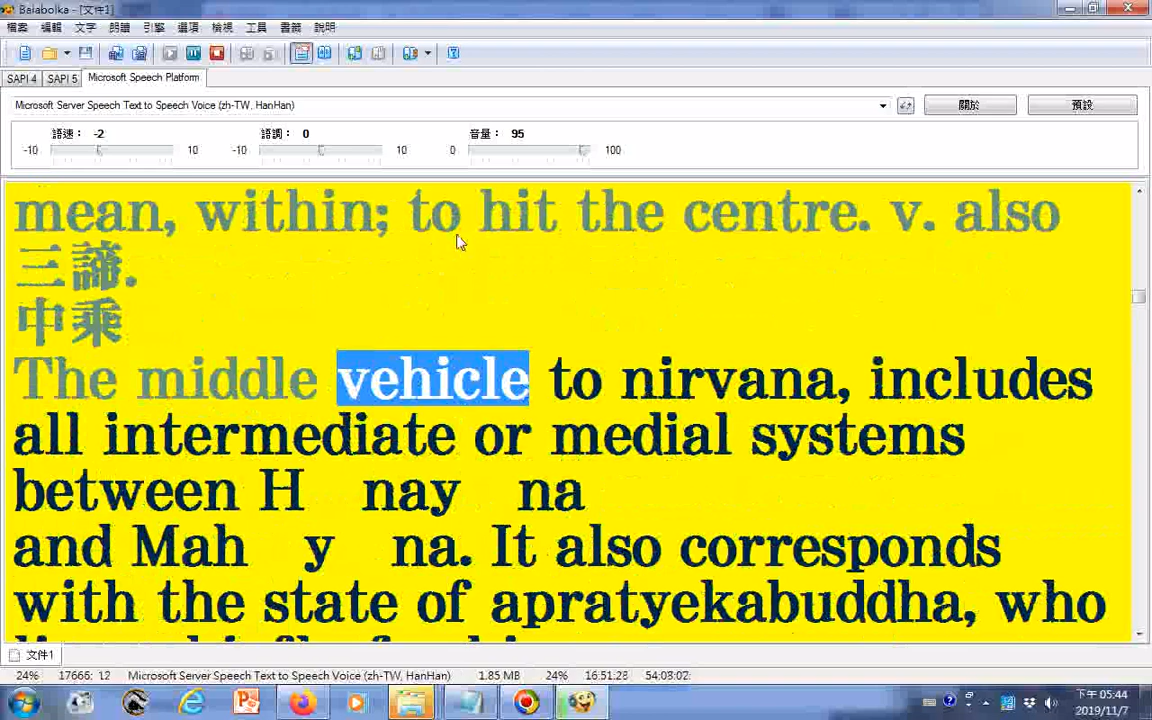 Balabolka - [文件1]
檔案 編輯 文字 朗讀 引擎 選項 檢視 工具 書籤 說明
SAPI 4 SAPI 5 Microsoft Speech Platform
Microsoft Server Speech Text to Speech Voice (zh-TW, HanHan) 關於 預設
語速： -2 語調： 0 音量： 95
-10 10 -10 10 0 100
mean, within; to hit the centre. v. also
三諦.
中乘
The middle vehicle to nirvana, includes
all intermediate or medial systems
between H nay na
and Mah y na. It also corresponds
with the state of apratyekabuddha, who
文件1
24% 17666: 12 Microsoft Server Speech Text to Speech Voice (zh-TW, HanHan) 1.85 MB 24% 16:51:28 54:08:02
下午 05:44
2019/11/7